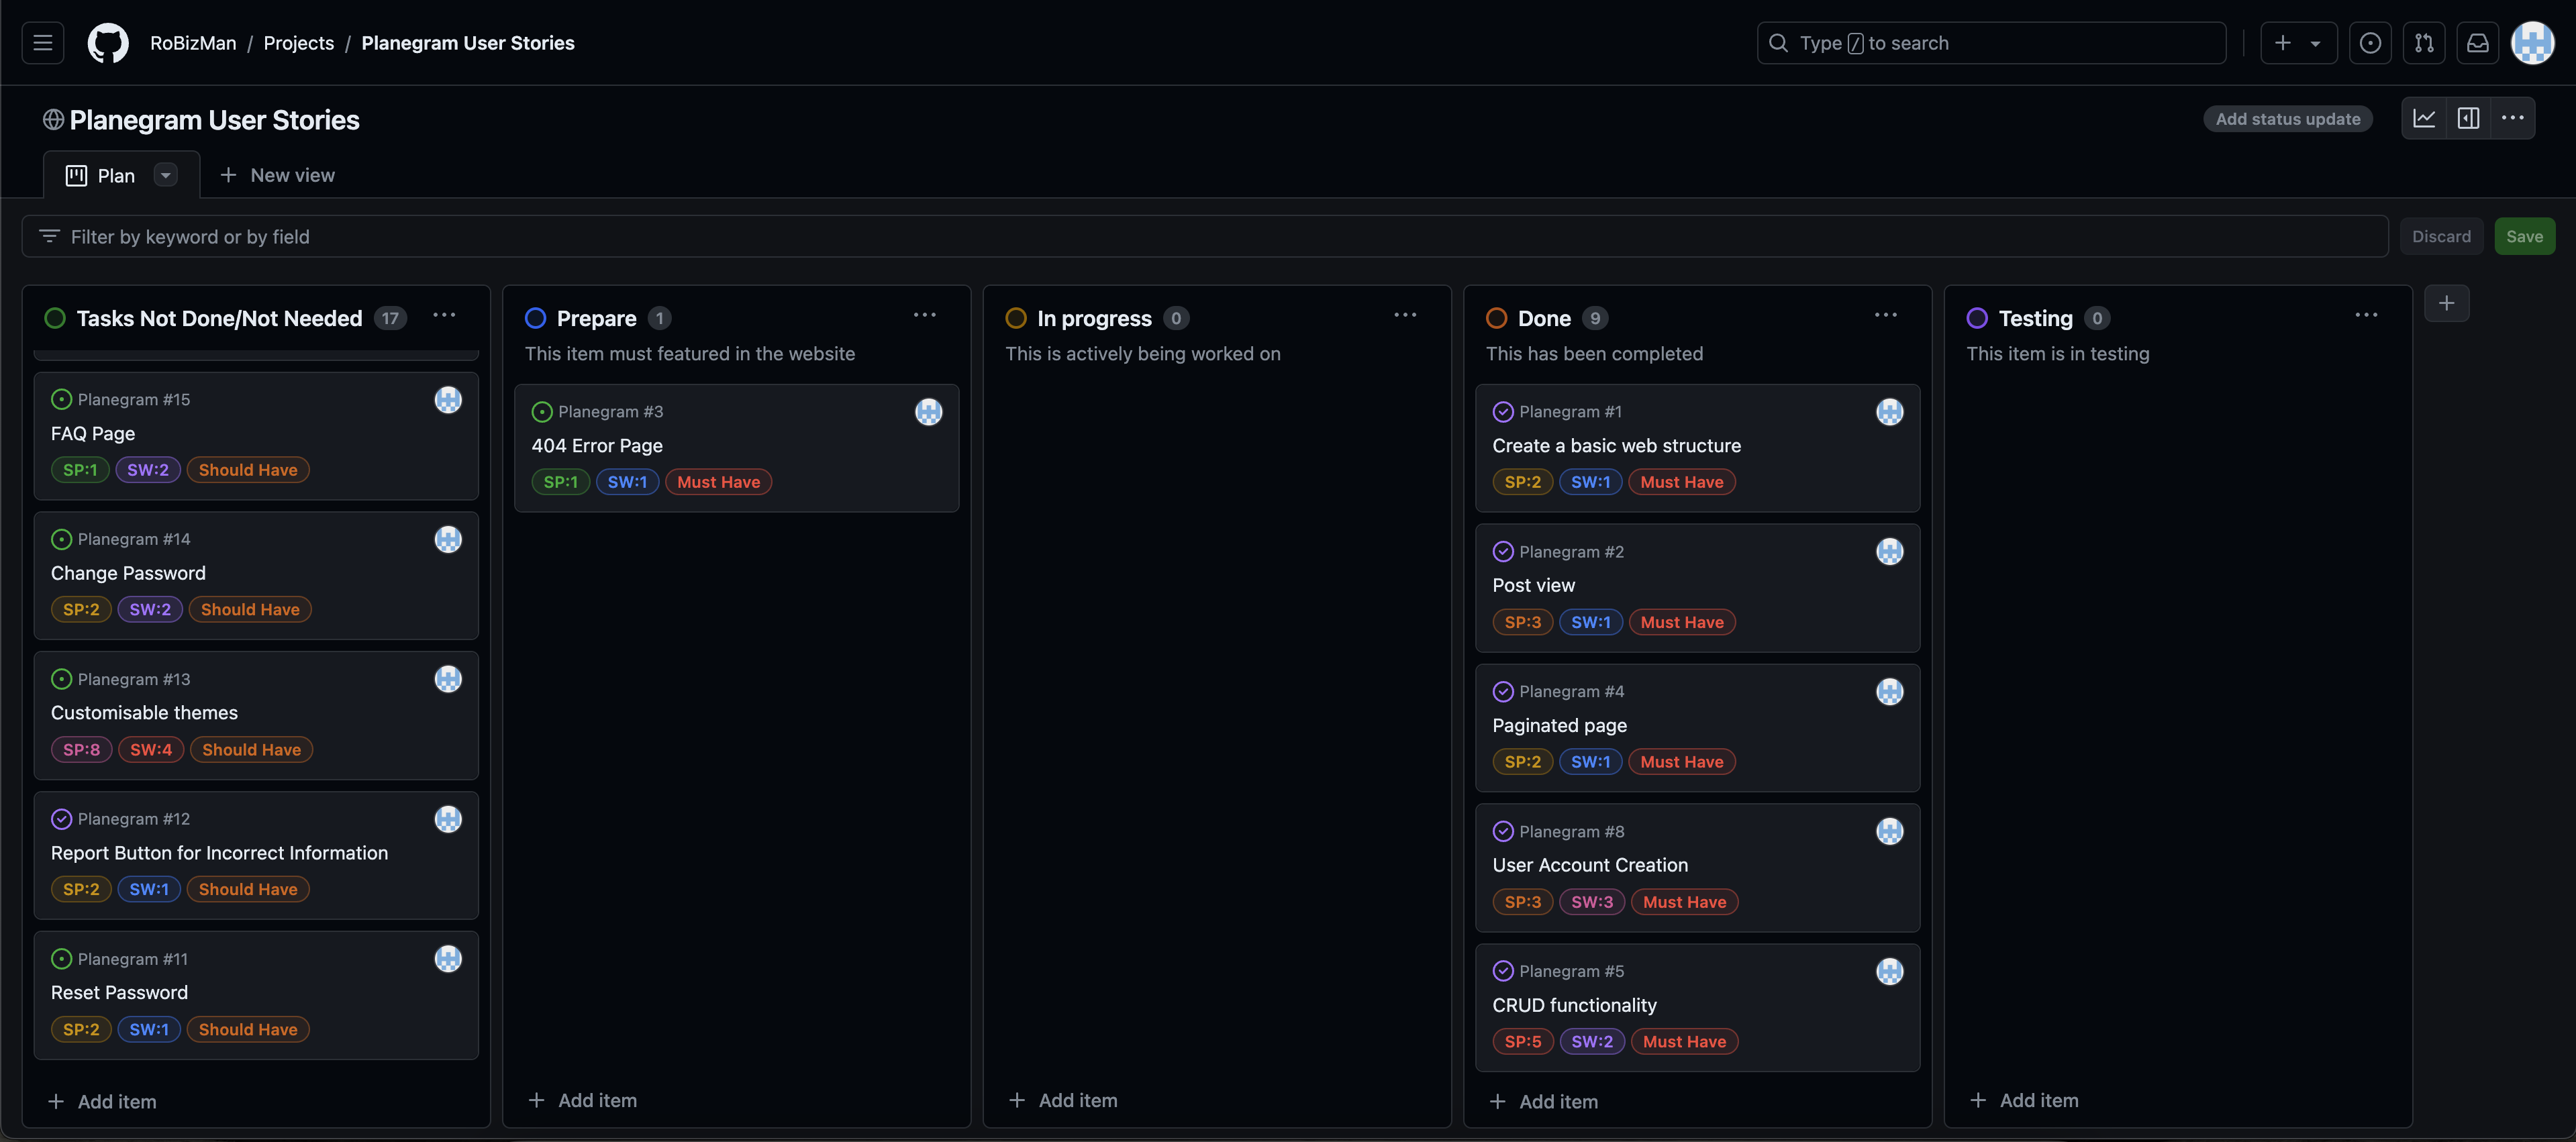 RoBizMan / Projects / Planegram User Stories
Type / to search
Planegram User Stories
Add status update
Plan
New view
Filter by keyword or by field
Discard
Save
Tasks Not Done/Not Needed 17
Planegram #15
FAQ Page
SP:1 SW:2 Should Have
Planegram #14
Change Password
SP:2 SW:2 Should Have
Planegram #13
Customisable themes
SP:8 SW:4 Should Have
Planegram #12
Report Button for Incorrect Information
SP:2 SW:1 Should Have
Planegram #11
Reset Password
SP:2 SW:1 Should Have
Add item
Prepare 1
This item must featured in the website
Planegram #3
404 Error Page
SP:1 SW:1 Must Have
Add item
In progress 0
This is actively being worked on
Add item
Done 9
This has been completed
Planegram #1
Create a basic web structure
SP:2 SW:1 Must Have
Planegram #2
Post view
SP:3 SW:1 Must Have
Planegram #4
Paginated page
SP:2 SW:1 Must Have
Planegram #8
User Account Creation
SP:3 SW:3 Must Have
Planegram #5
CRUD functionality
SP:5 SW:2 Must Have
Add item
Testing 0
This item is in testing
Add item